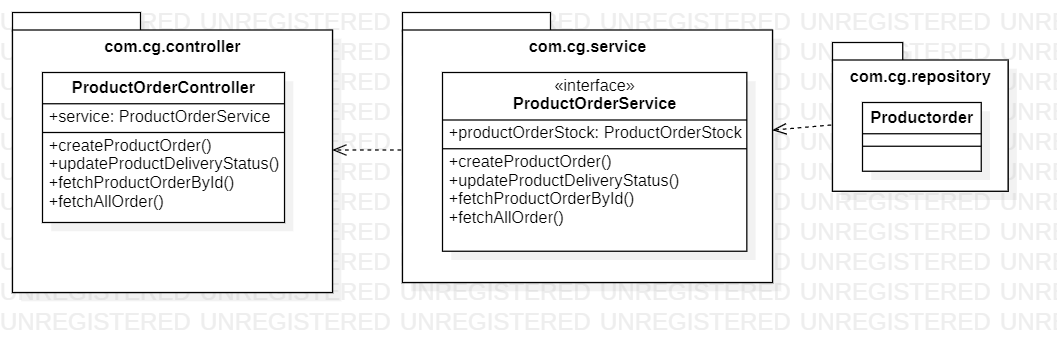 com.cg.controller
ProductOrderController
+service: ProductOrderService
+createProductOrder()
+updateProductDeliveryStatus()
+fetchProductOrderById()
+fetchAllOrder()
com.cg.service
«interface»
ProductOrderService
+productOrderStock: ProductOrderStock
+createProductOrder()
+updateProductDeliveryStatus()
+fetchProductOrderById()
+fetchAllOrder()
com.cg.repository
Productorder
UNREGISTERED UNREGISTERED UNREGISTERED UNREGISTERED UNREGISTERED UNRI